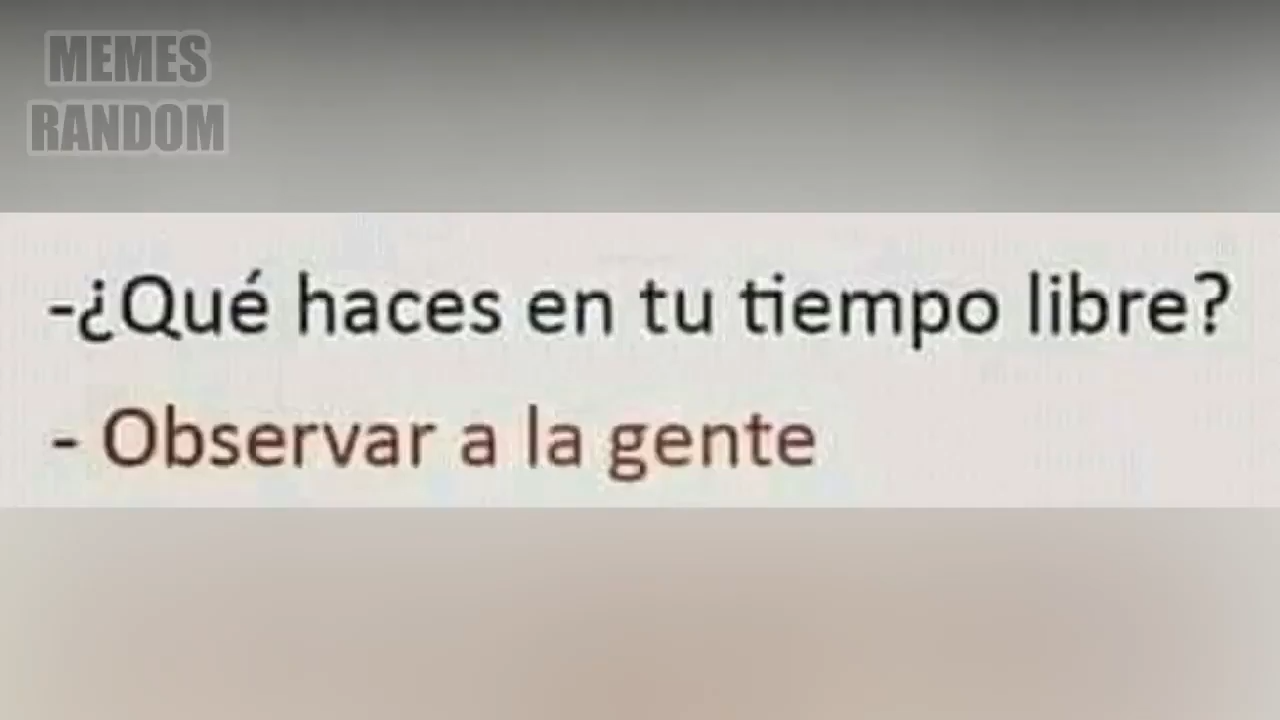 MEMES
RANDOM
-¿Qué haces en tu tiempo libre?
- Observar a la gente